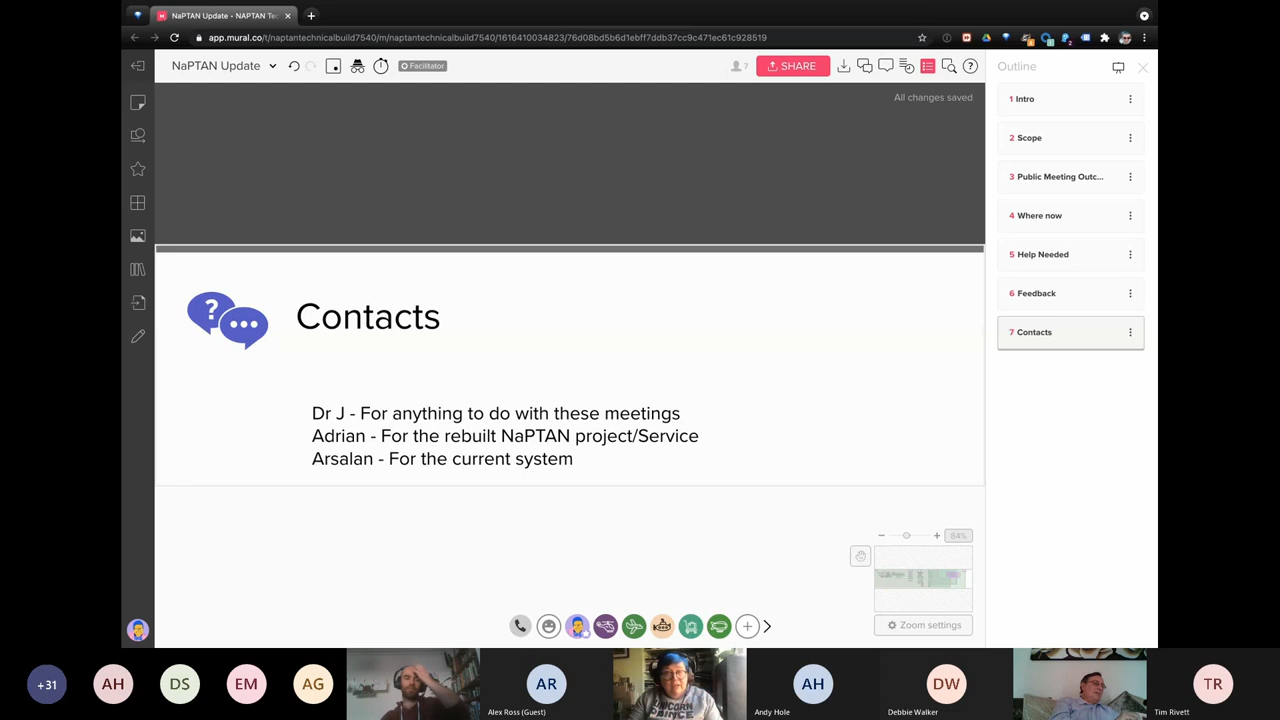 NaPTAN Update - NAPTAN Tec
app.mural.co/t/naptantechnicalbuild7540/m/naptantechnicalbuild7540/1616410034823/76d08bd5b6d1ebff7ddb37cc9c471ec61c928519
NaPTAN Update
Facilitator
7
SHARE
All changes saved
Outline
1 Intro
2 Scope
3 Public Meeting Outc...
4 Where now
5 Help Needed
6 Feedback
7 Contacts
Contacts
Dr J - For anything to do with these meetings
Adrian - For the rebuilt NaPTAN project/Service
Arsalan - For the current system
84%
Zoom settings
+31
AH
DS
EM
AG
AR
Alex Ross (Guest)
UNICORN
AH
Andy Hole
DW
Debbie Walker
TR
Tim Rivett